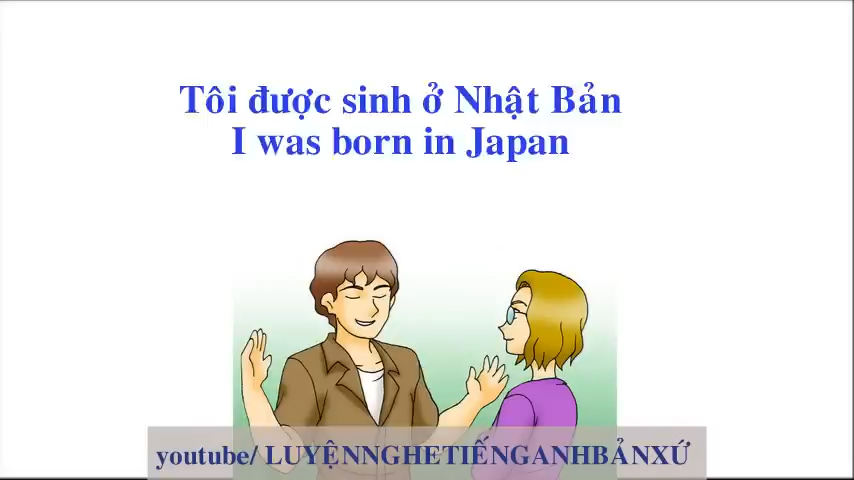 Tôi được sinh ở Nhật Bản
I was born in Japan
youtube/ LUYỆNNGHETIẾNGANHBẢNXỨ